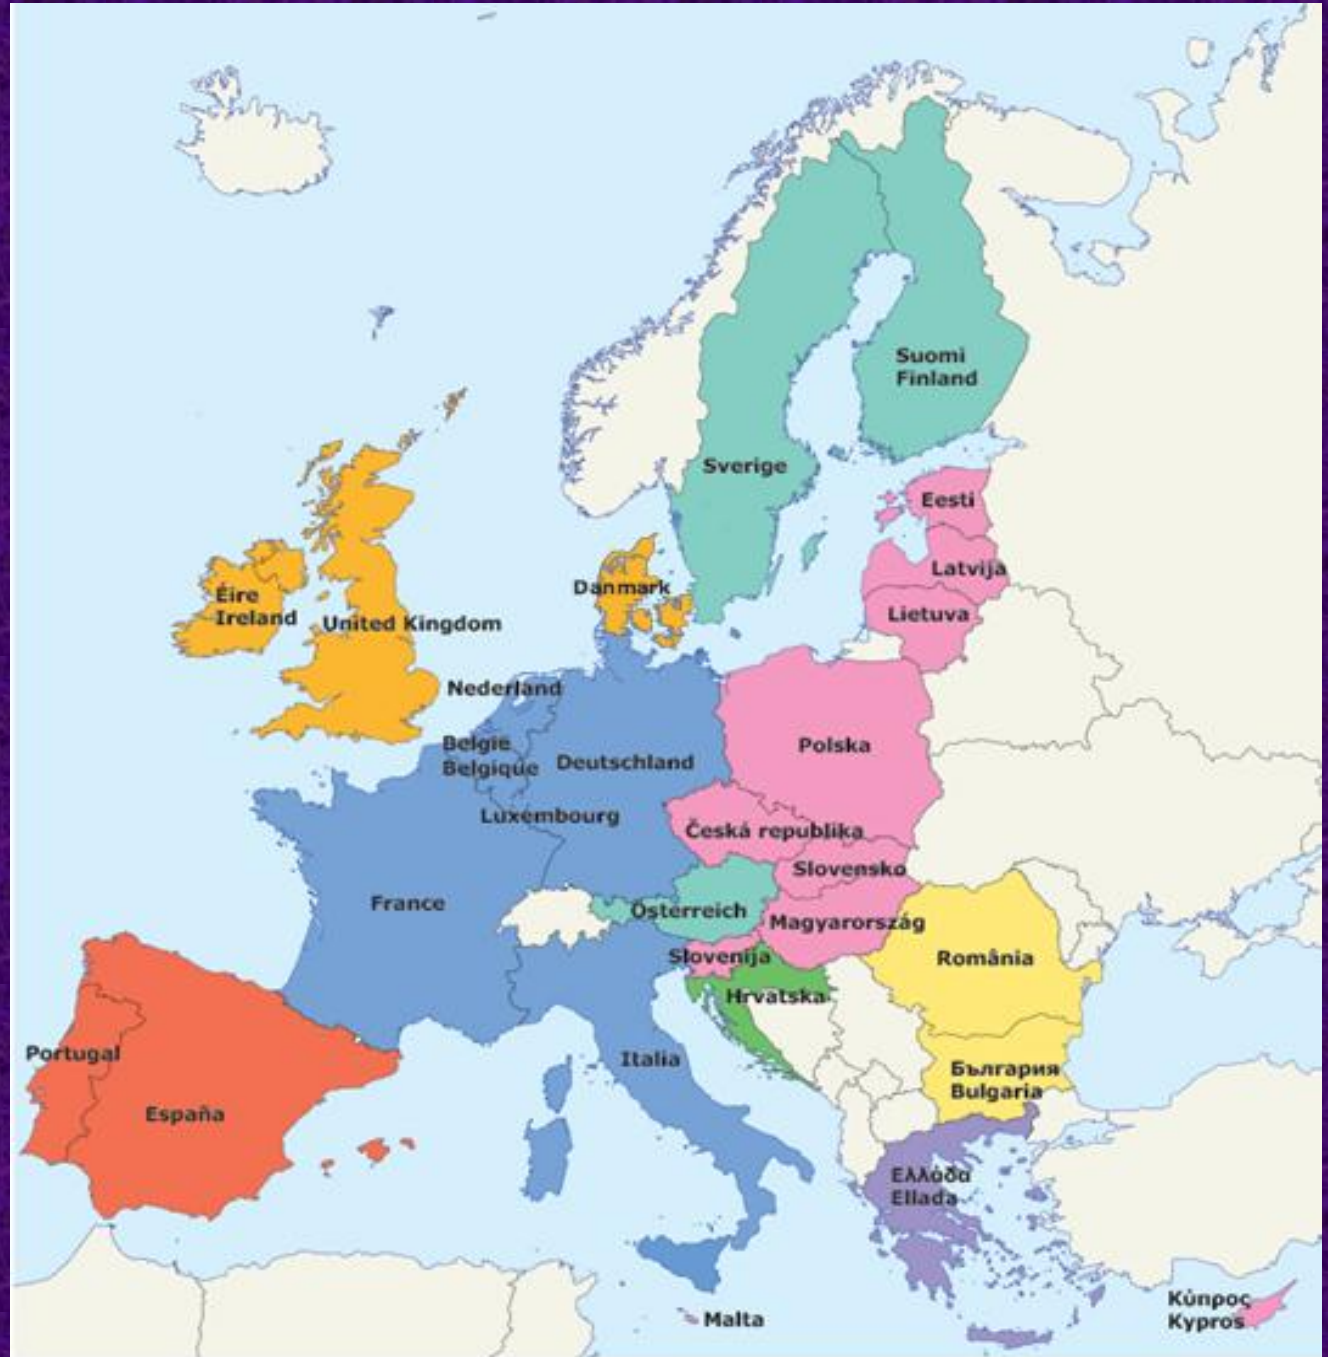 Suomi
Finland
Sverige
Eesti
Latvija
Lietuva
Danmark
Éire
Ireland
United Kingdom
Nederland
België
Belgique
Deutschland
Luxembourg
Polska
Česká republika
Slovensko
France
Österreich
Magyarország
Slovenija
Hrvatska
România
Portugal
España
Italia
България
Bulgaria
Ελλάδα
Ellada
Malta
Κύπρος
Kypros